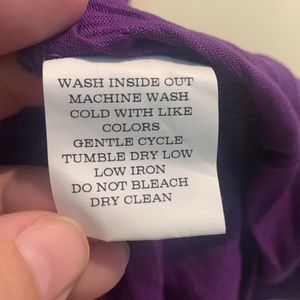 WASH INSIDE OUT
MACHINE WASH
COLD WITH LIKE
COLORS
GENTLE CYCLE
TUMBLE DRY LOW
LOW IRON
DO NOT BLEACH
DRY CLEAN